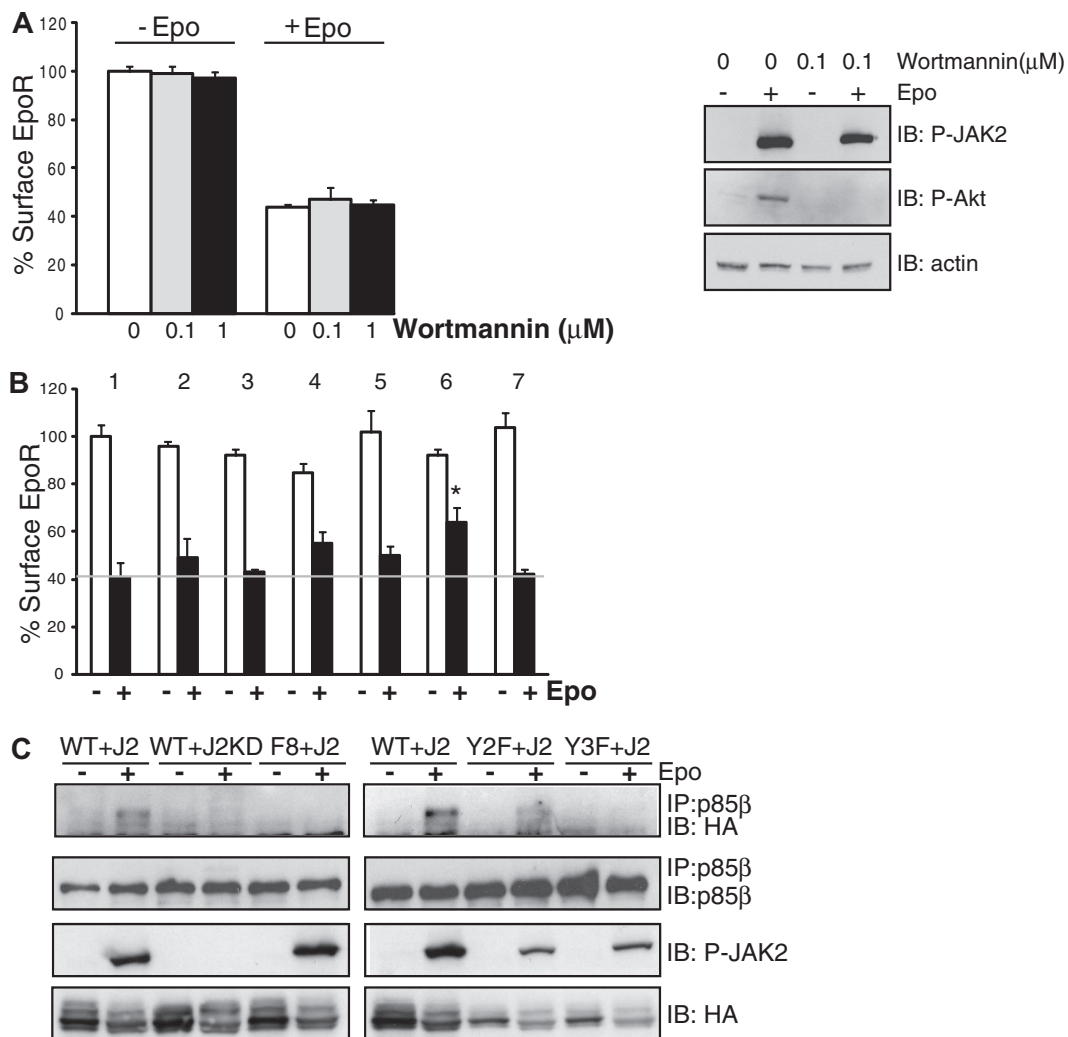 A
- Epo
+ Epo
% Surface EpoR
120
100
80
60
40
20
0
0 0.1 1 0 0.1 1 Wortmannin (μM)
0 0 0.1 0.1 Wortmannin(μM)
- + - + Epo
IB: P-JAK2
IB: P-Akt
IB: actin
B
1 2 3 4 5 6 7
% Surface EpoR
120
100
80
60
40
20
0
*
- + - + - + - + - + - + - + Epo
C
WT+J2 WT+J2KD F8+J2 WT+J2 Y2F+J2 Y3F+J2
- + - + - + - + - + - + Epo
IP:p85β
IB: HA
IP:p85β
IB:p85β
IB: P-JAK2
IB: HA